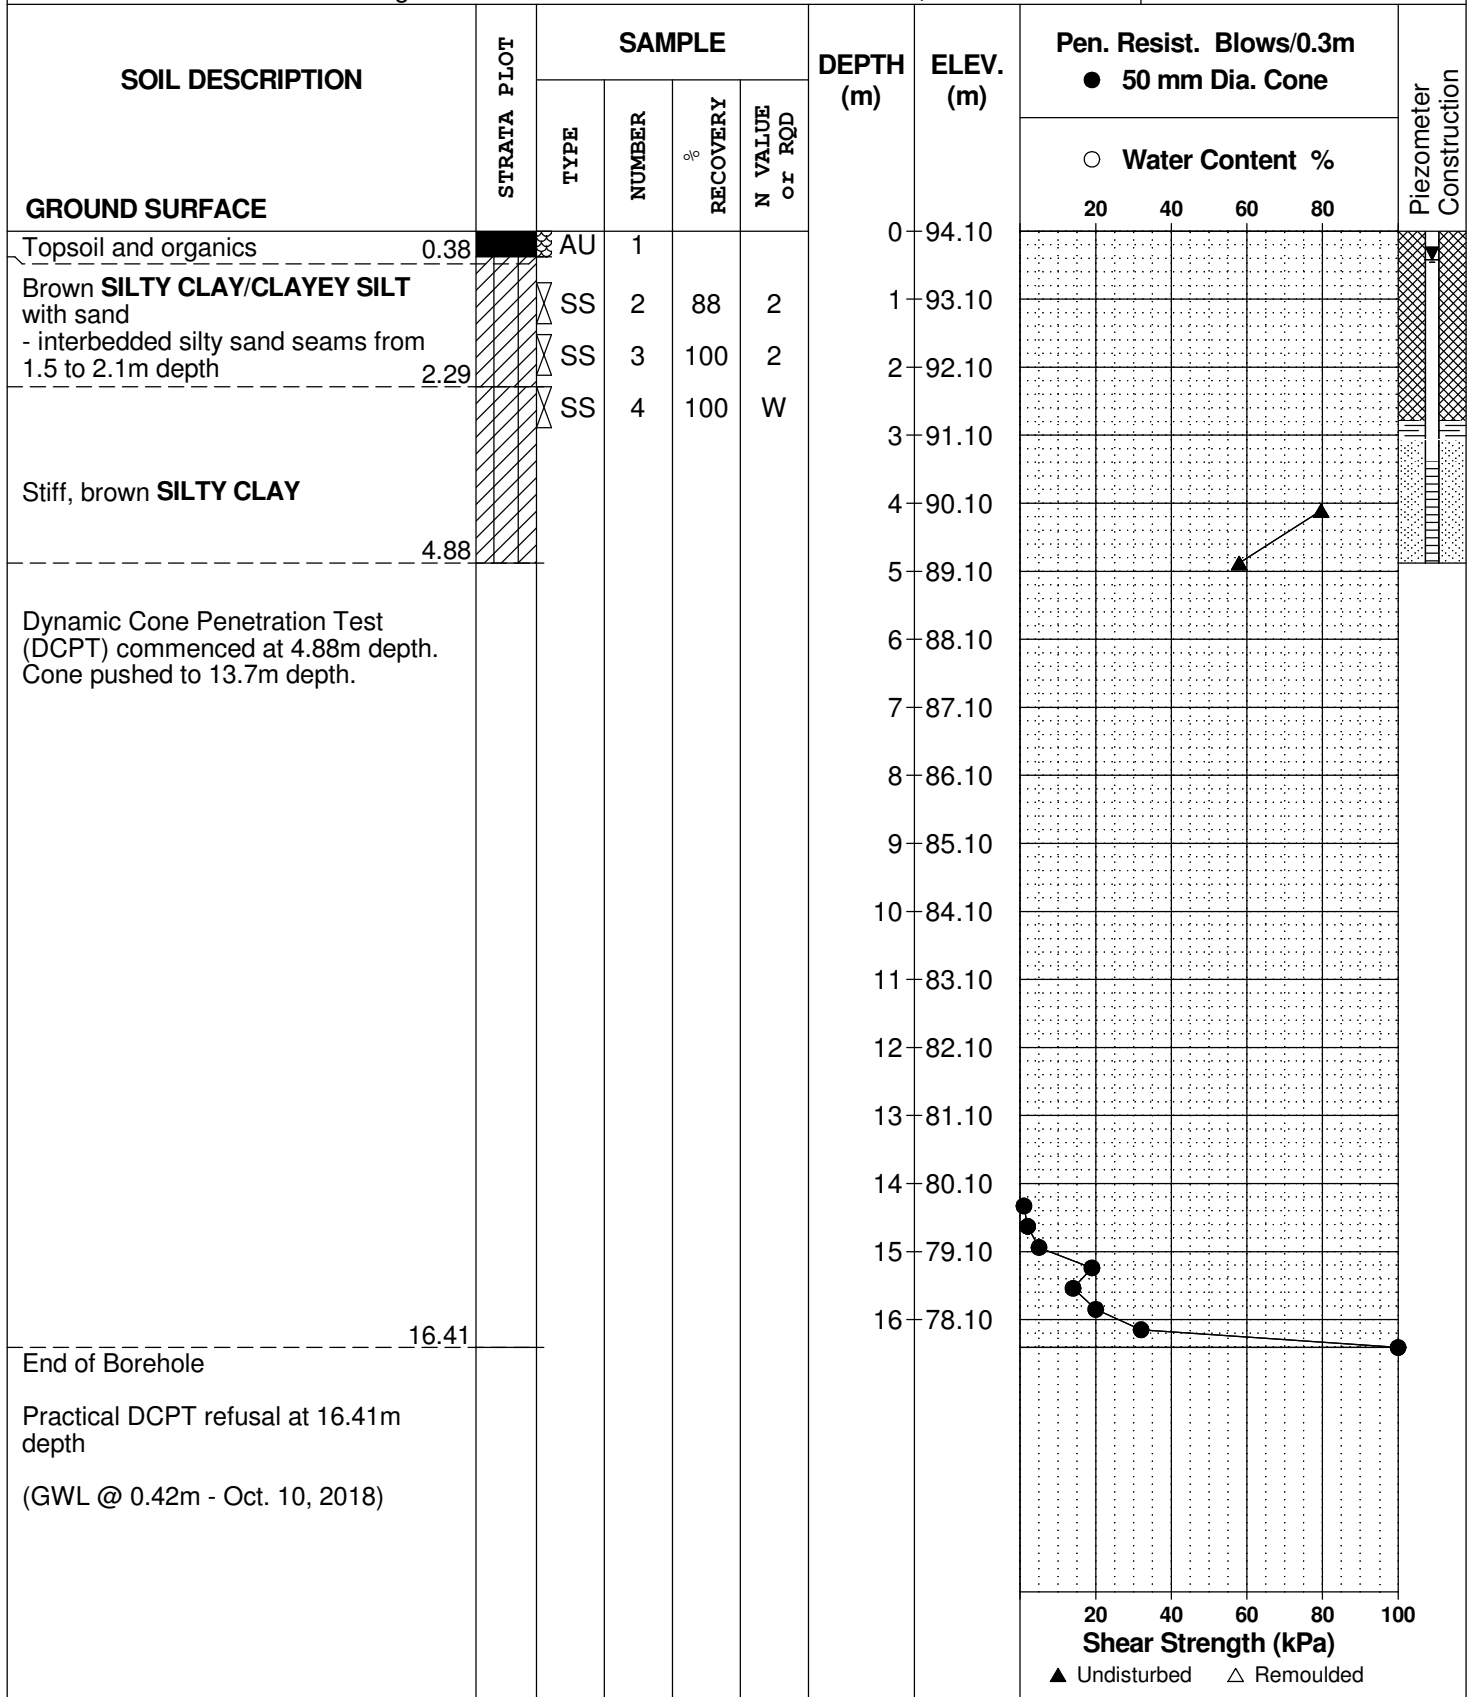 SOIL DESCRIPTION
GROUND SURFACE
STRATA PLOT
SAMPLE
TYPE
NUMBER
% RECOVERY
N VALUE or RQD
DEPTH (m)
ELEV. (m)
Pen. Resist. Blows/0.3m
● 50 mm Dia. Cone
○ Water Content %
20 40 60 80
Piezometer Construction
Topsoil and organics 0.38
AU 1
0 94.10
Brown SILTY CLAY/CLAYEY SILT
with sand
- interbedded silty sand seams from
1.5 to 2.1m depth 2.29
SS 2 88 2
1 93.10
SS 3 100 2
2 92.10
SS 4 100 W
3 91.10
Stiff, brown SILTY CLAY
4 90.10
4.88
5 89.10
Dynamic Cone Penetration Test
(DCPT) commenced at 4.88m depth.
Cone pushed to 13.7m depth.
6 88.10
7 87.10
8 86.10
9 85.10
10 84.10
11 83.10
12 82.10
13 81.10
14 80.10
15 79.10
16 78.10
16.41
End of Borehole
Practical DCPT refusal at 16.41m
depth
(GWL @ 0.42m - Oct. 10, 2018)
20 40 60 80 100
Shear Strength (kPa)
▲ Undisturbed △ Remoulded